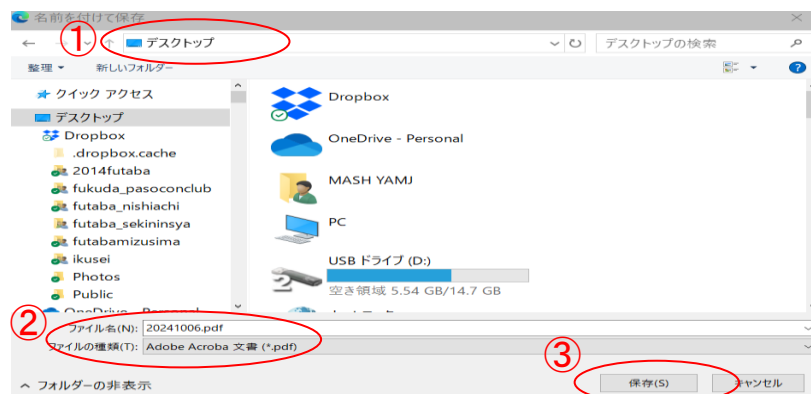 名前を付けて保存
①
デスクトップ
デスクトップの検索
整理
新しいフォルダー
?
クイック アクセス
デスクトップ
Dropbox
.dropbox.cache
2014futaba
fukuda_pasoconclub
futaba_nishiachi
futaba_sekininsya
futabamizusima
ikusei
Photos
Public
OneDrive - Personal
Dropbox
OneDrive - Personal
MASH YAMJ
PC
USB ドライブ (D:)
空き領域 5.54 GB/14.7 GB
②
ファイル名(N): 20241006.pdf
ファイルの種類(T): Adobe Acroba 文書 (*.pdf)
③
フォルダーの非表示
保存(S)
キャンセル